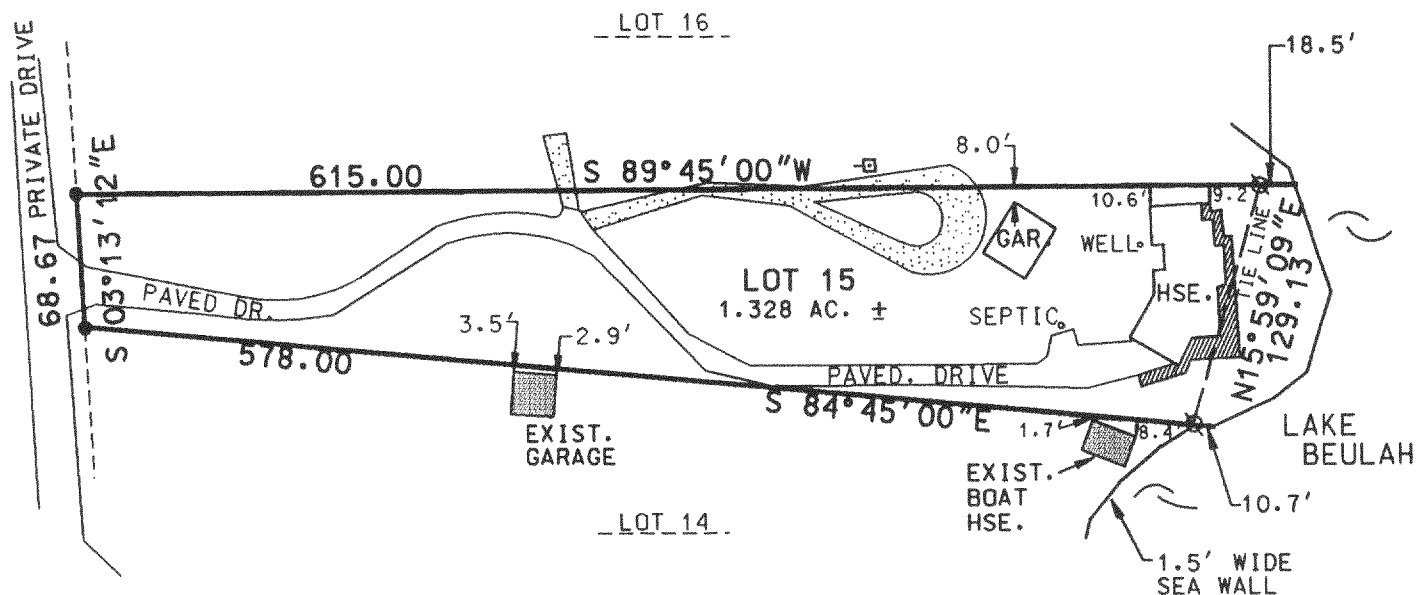 LOT 16
18.5'
PRIVATE DRIVE
8.0'
615.00
S 89°45'00"W
10.6'
9.2
68.67
S 03°13'12"E
GAR.
WELL
TIE LINE
N15°59'09"E
129.13'
LOT 15
1.328 AC. ±
HSE.
PAVED DR.
SEPTIC
3.5'
2.9'
578.00
PAVED. DRIVE
S 84°45'00"E
1.7'
8.4
EXIST.
GARAGE
LAKE
BEULAH
EXIST.
BOAT
HSE.
10.7'
LOT 14
1.5' WIDE
SEA WALL